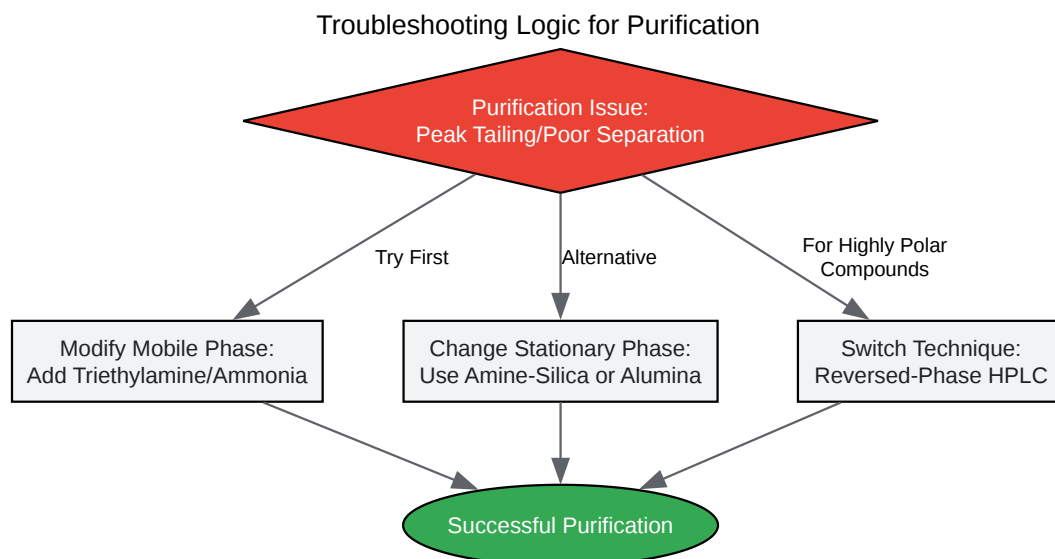 Troubleshooting Logic for Purification
Purification Issue:
Peak Tailing/Poor Separation
Try First
Alternative
For Highly Polar
Compounds
Modify Mobile Phase:
Add Triethylamine/Ammonia
Change Stationary Phase:
Use Amine-Silica or Alumina
Switch Technique:
Reversed-Phase HPLC
Successful Purification